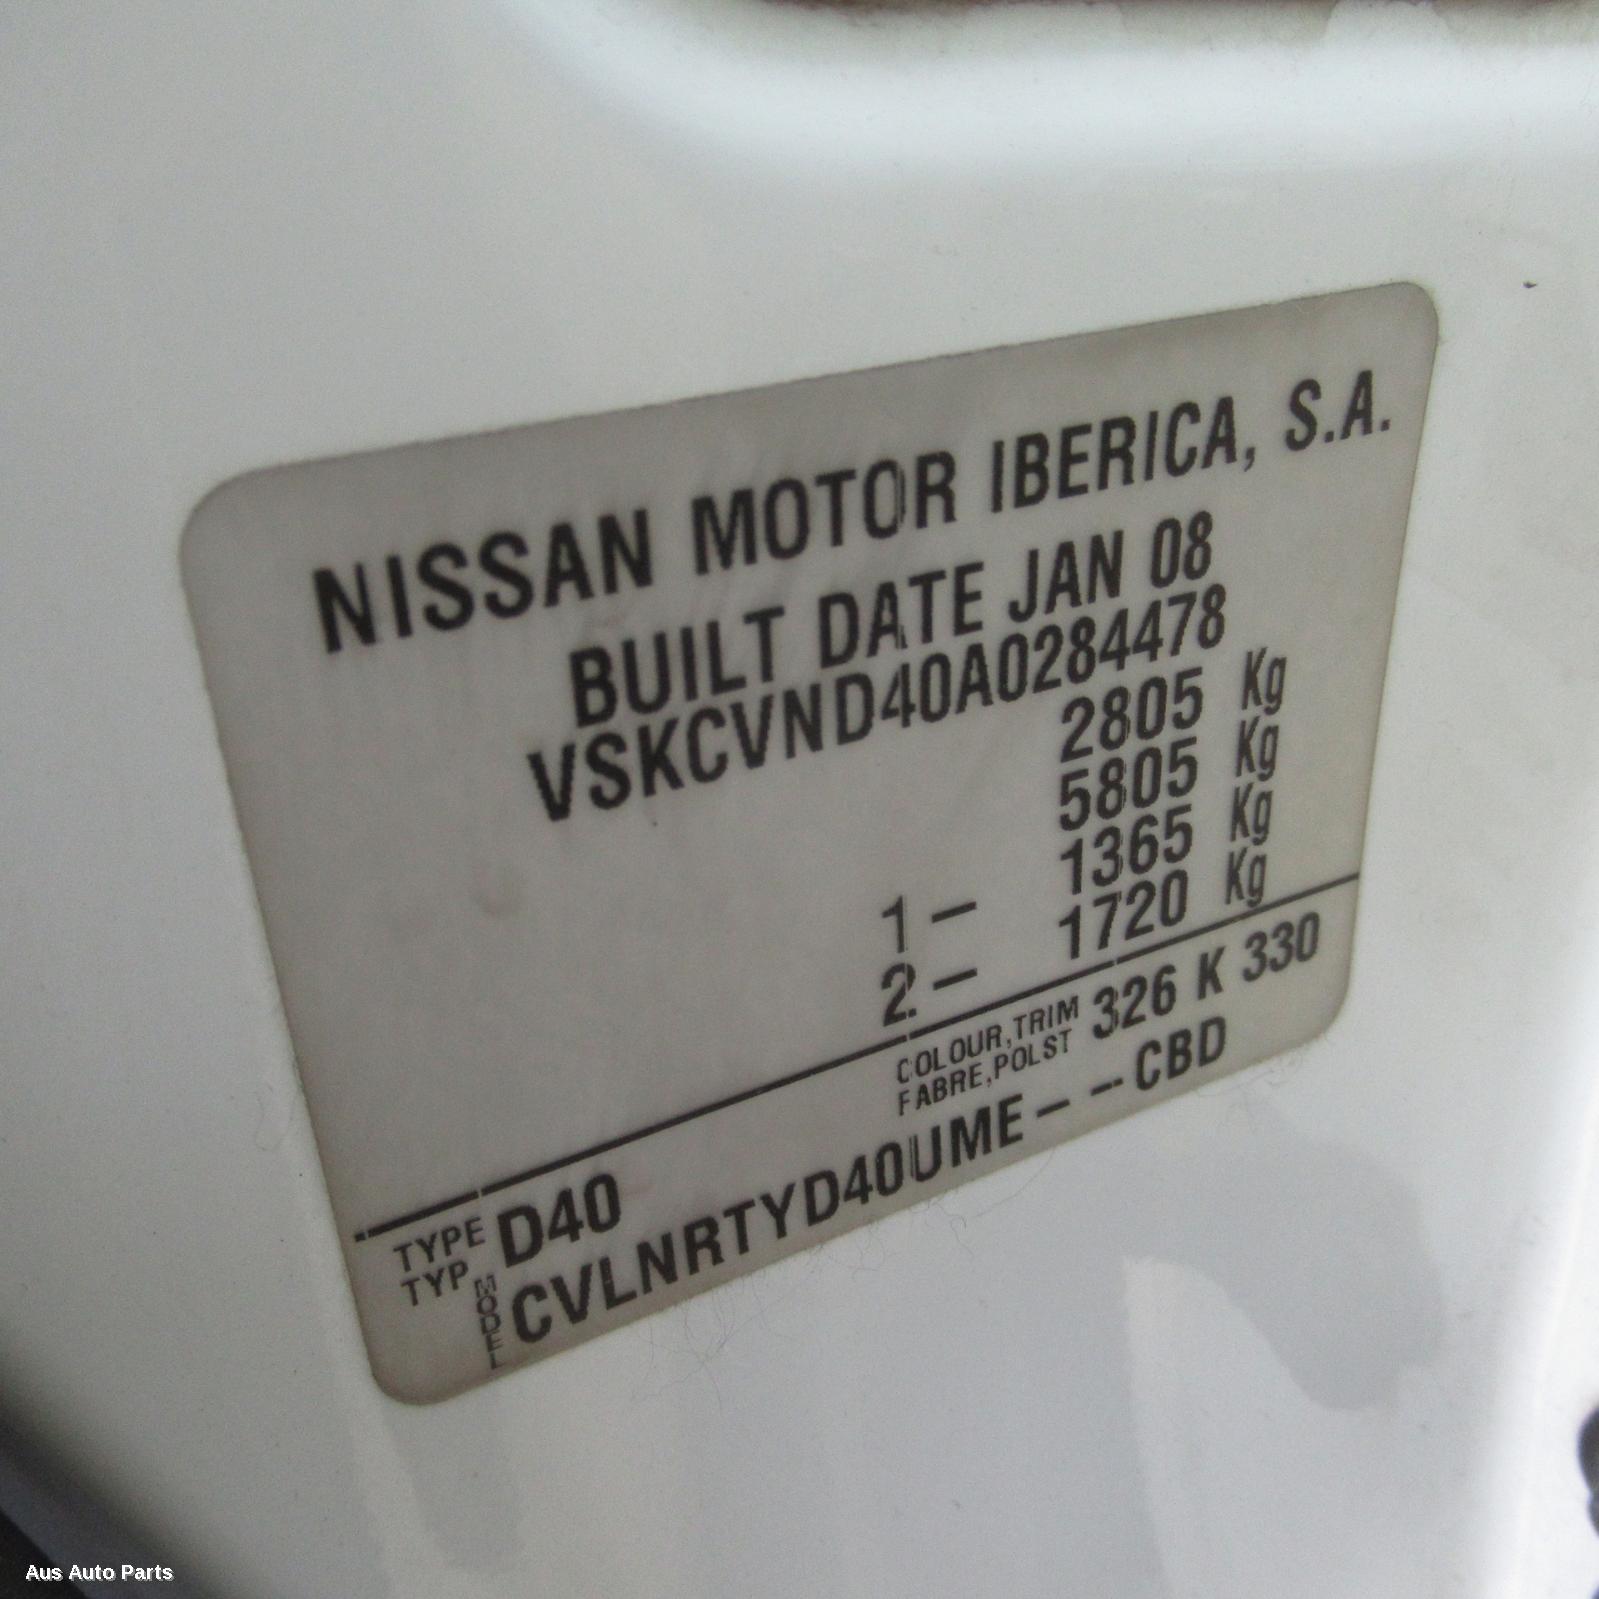 NISSAN MOTOR IBERICA, S.A.
BUILT DATE JAN 08
VSKCVND40A0284478
2805 Kg
5805 Kg
1 - 1365 Kg
2 - 1720 Kg
COLOUR,TRIM 326 K 330
FABRE,POLST
TYPE D40
TYP
MODEL CVLNRTYD40UME - - CBD
Aus Auto Parts